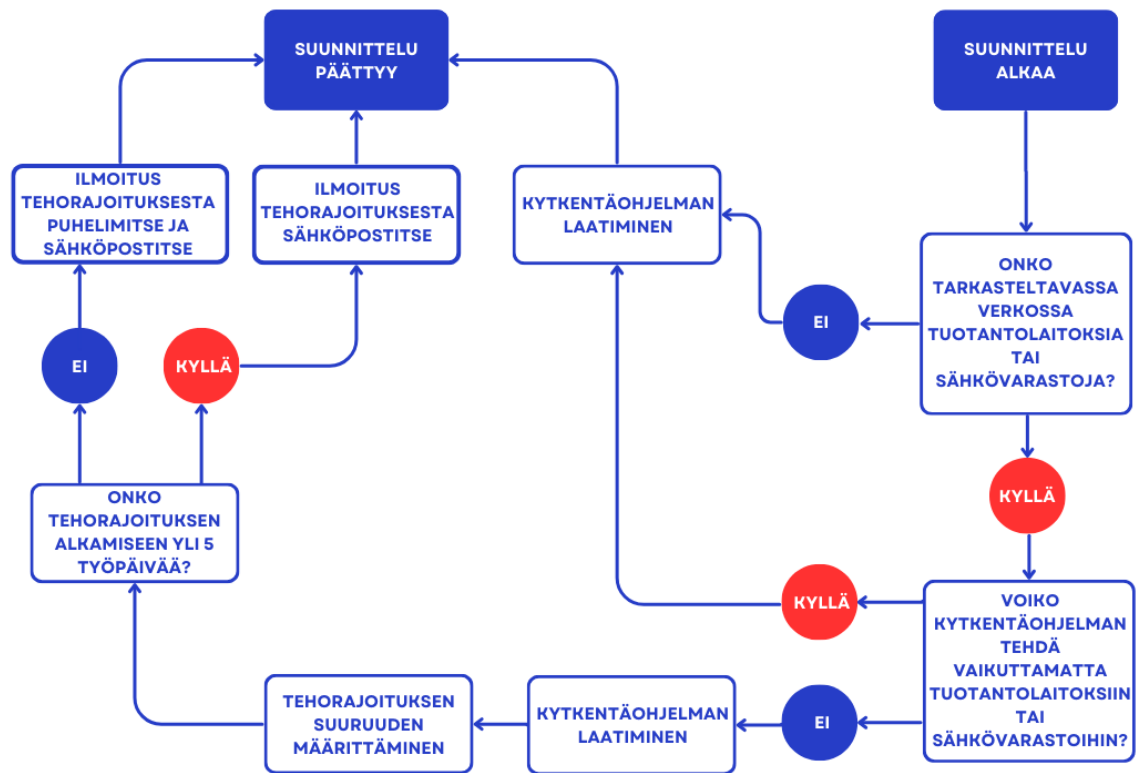 SUUNNITTELU
PÄÄTTYY
SUUNNITTELU
ALKAA
ILMOITUS
TEHORAJOITUKSESTA
PUHELIMITSE JA
SÄHKÖPOSTITSE
ILMOITUS
TEHORAJOITUKSESTA
SÄHKÖPOSTITSE
KYTKENTÄOHJELMAN
LAATIMINEN
ONKO
TARKASTELTAVASSA
VERKOSSA
TUOTANTOLAITOKSIA
TAI
SÄHKÖVARASTOJA?
EI
EI
KYLLÄ
KYLLÄ
ONKO
TEHORAJOITUKSEN
ALKAMISEEN YLI 5
TYÖPÄIVÄÄ?
KYLLÄ
VOIKO
KYTKENTÄOHJELMAN
TEHDÄ
VAIKUTTAMATTA
TUOTANTOLAITOKSIIN
TAI
SÄHKÖVARASTOIHIN?
TEHORAJOITUKSEN
SUURUUDEN
MÄÄRITTÄMINEN
KYTKENTÄOHJELMAN
LAATIMINEN
EI